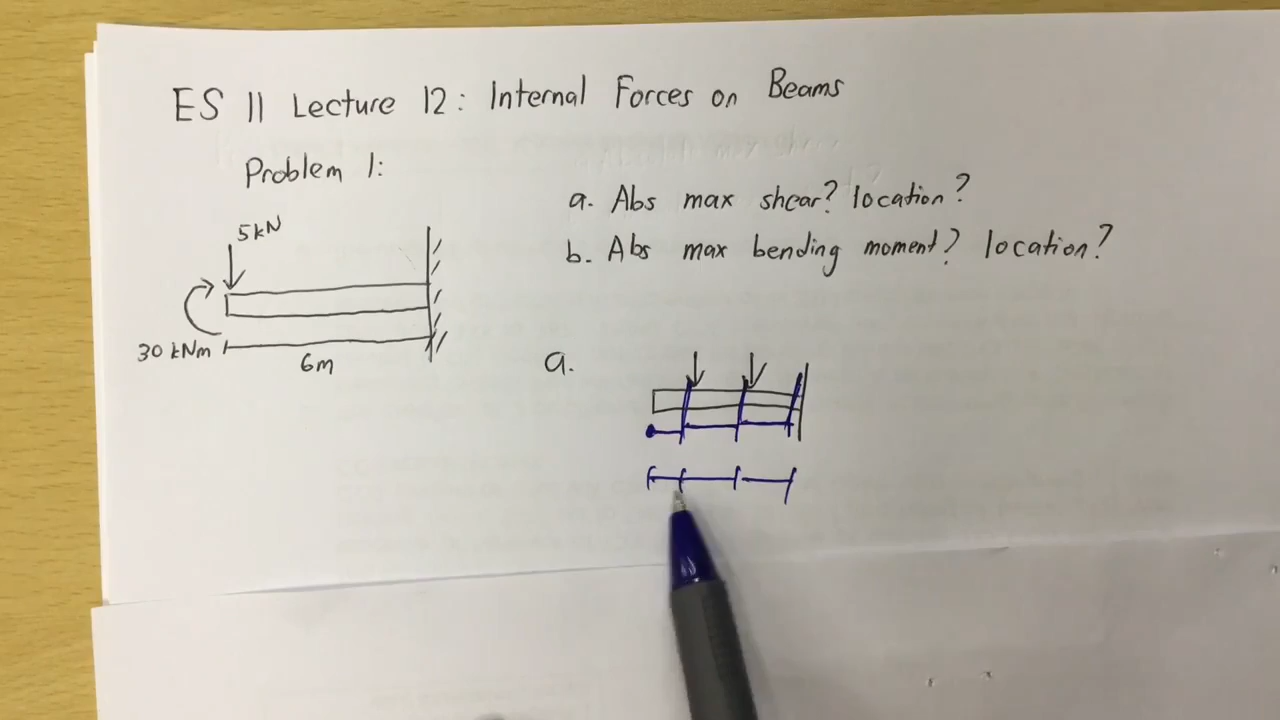 ES 11 Lecture 12: Internal Forces on Beams
Problem 1:
a. Abs max shear? location?
b. Abs max bending moment? location?
5kN
30 kNm
6m
a.